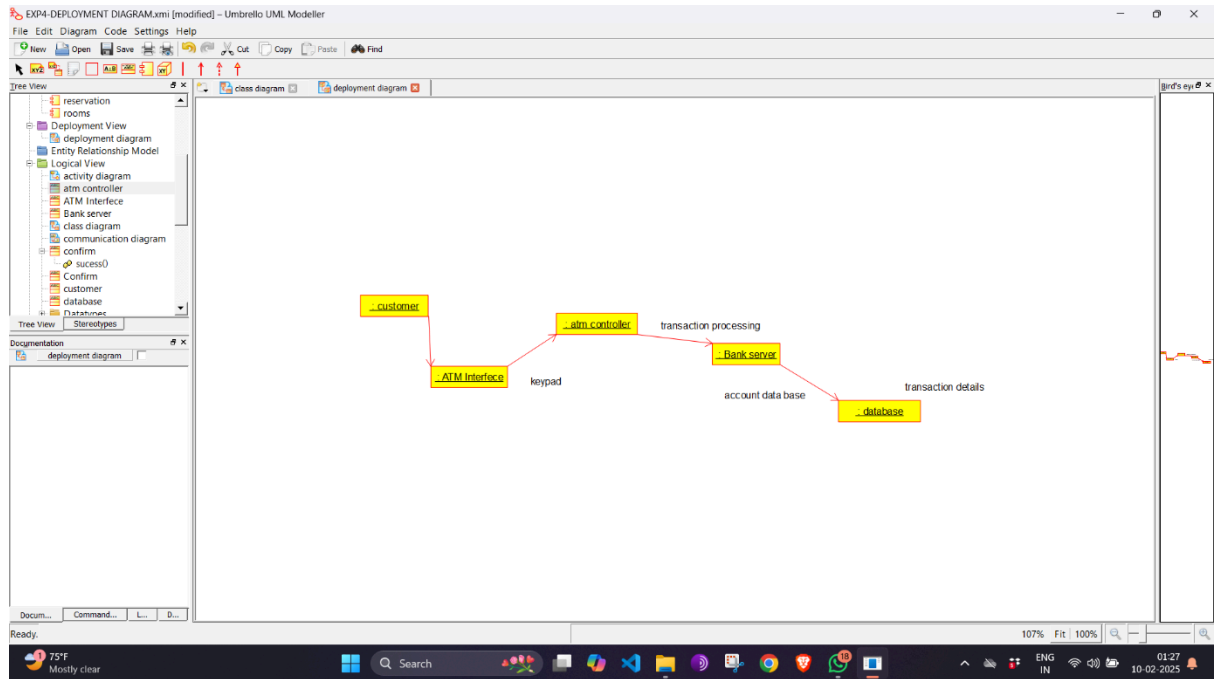 EXP4-DEPLOYMENT DIAGRAM.xmi [modified] – Umbrello UML Modeller
File Edit Diagram Code Settings Help
New Open Save Cut Copy Paste Find
Tree View
class diagram
deployment diagram
Bird's eye
reservation
rooms
Deployment View
deployment diagram
Entity Relationship Model
Logical View
activity diagram
atm controller
ATM Interfece
Bank server
class diagram
communication diagram
confirm
sucess()
Confirm
customer
database
Datatypes
Tree View Stereotypes
Documentation
deployment diagram
: customer
: atm controller
transaction processing
: Bank server
: ATM Interfece
keypad
account data base
transaction details
: database
Docum... Command... L... D...
Ready.
107% Fit 100%
1
75°F
Mostly clear
Search
18
ENG
IN
01:27
10-02-2025